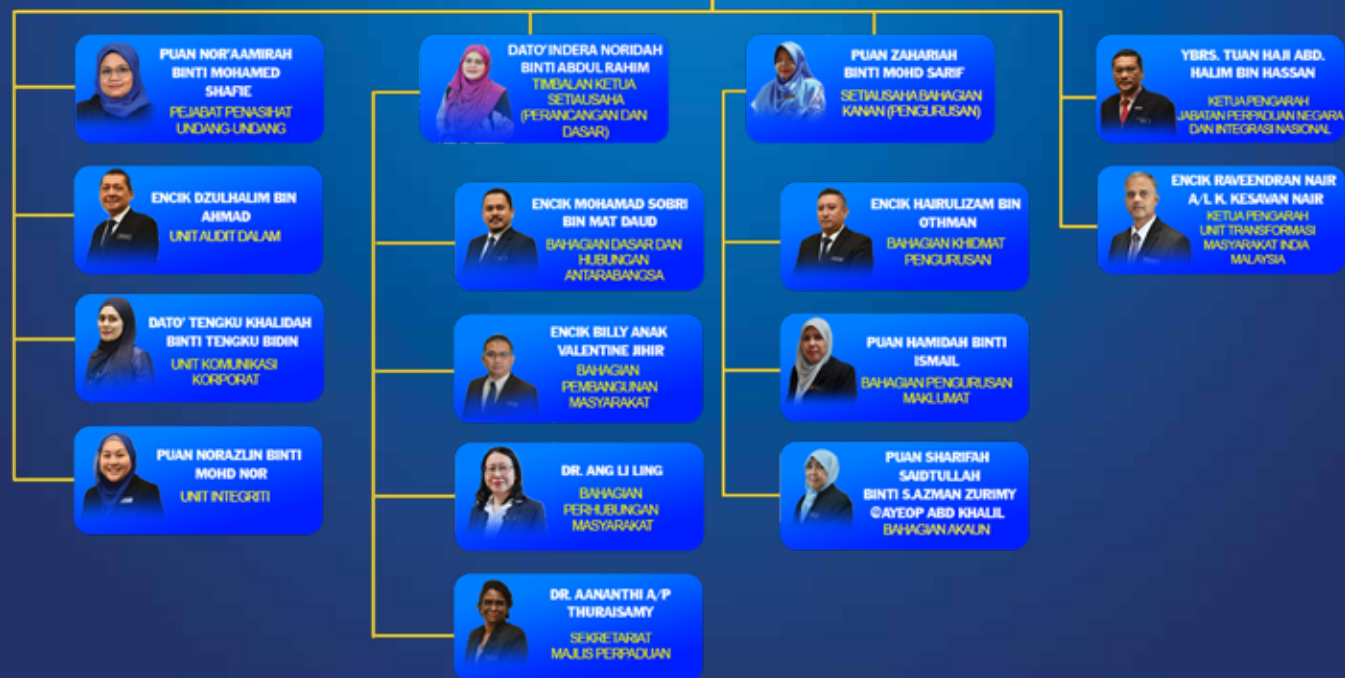 PUAN NOR'AAMIRAH
BINTI MOHAMED
SHAFIE
PEJABAT PENASIHAT
UNDANG-UNDANG
ENCIK DZULHALIM BIN
AHMAD
UNIT AUDIT DALAM
DATO' TENGKU KHALIDAH
BINTI TENGKU BIDIN
UNIT KOMUNIKASI
KORPORAT
PUAN NORAZLIN BINTI
MOHD NOR
UNIT INTEGRITI
DATO' INDERA NORIDAH
BINTI ABDUL RAHIM
TIMBALAN KETUA
SETIAUSAHA
(PERANCANGAN DAN
DASAR)
ENCIK MOHAMAD SOBRI
BIN MAT DAUD
BAHAGIAN DASAR DAN
HUBUNGAN
ANTARABANGSA
ENCIK BILLY ANAK
VALENTINE JIHIR
BAHAGIAN
PEMBANGUNAN
MASYARAKAT
DR. ANG LI LING
BAHAGIAN
PERHUBUNGAN
MASYARAKAT
DR. AANANTHI A/P
THURAISAMY
SEKRETARIAT
MAJLIS PERPADUAN
PUAN ZAHARIAH
BINTI MOHD SARIF
SETIAUSAHA BAHAGIAN
KANAN (PENGURUSAN)
ENCIK HAIRULIZAM BIN
OTHMAN
BAHAGIAN KHIDMAT
PENGURUSAN
PUAN HAMIDAH BINTI
ISMAIL
BAHAGIAN PENGURUSAN
MAKLUMAT
PUAN SHARIFAH
SAIDTULLAH
BINTI S.AZMAN ZURIMY
@AYEOP ABD KHALIL
BAHAGIAN AKAUN
YBRS. TUAN HAJI ABD.
HALIM BIN HASSAN
KETUA PENGARAH
JABATAN PERPADUAN NEGARA
DAN INTEGRASI NASIONAL
ENCIK RAVEENDRAN NAIR
A/L K. KESAVAN NAIR
KETUA PENGARAH
UNIT TRANSFORMASI
MASYARAKAT INDIA
MALAYSIA